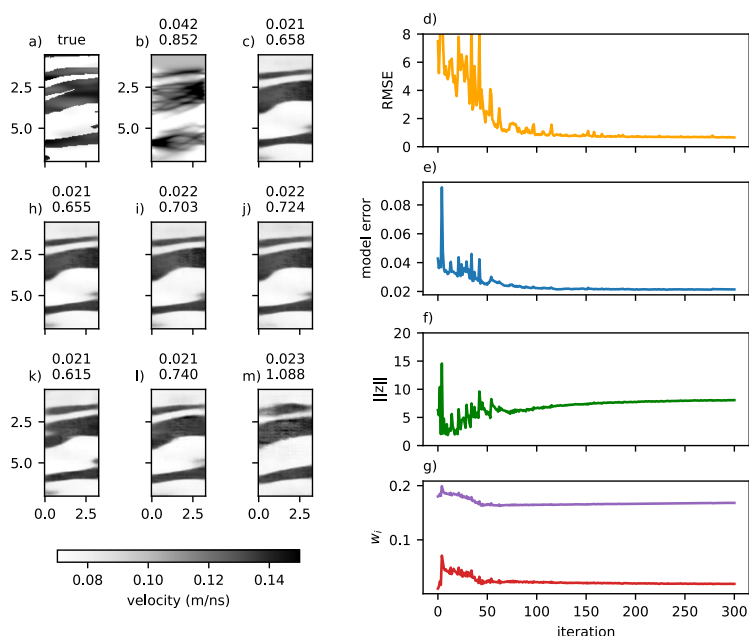 a) true
b) 0.042
0.852
c) 0.021
0.658
2.5
5.0
h) 0.021
0.655
i) 0.022
0.703
j) 0.022
0.724
2.5
5.0
k) 0.021
0.615
l) 0.021
0.740
m) 0.023
1.088
2.5
5.0
0.0 2.5 0.0 2.5 0.0 2.5
0.08 0.10 0.12 0.14
velocity (m/ns)
d)
8
6
4
2
0
RMSE
e)
0.08
0.06
0.04
0.02
model error
f)
20
15
10
5
0
||z||
g)
0.2
0.1
w_i
0 50 100 150 200 250 300
iteration